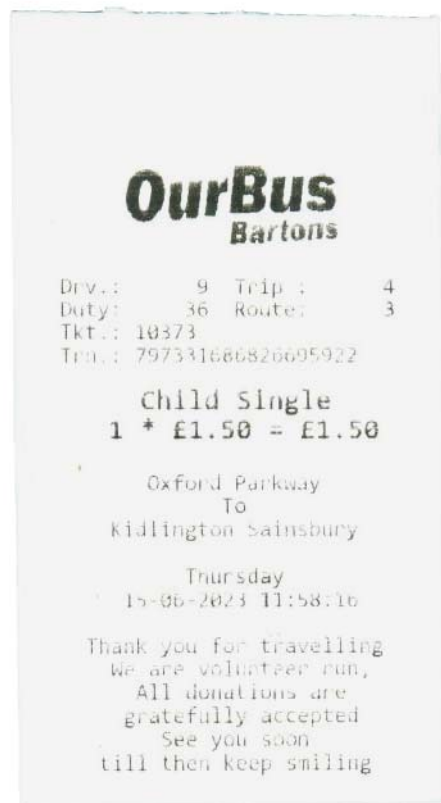 OurBus
Bartons
Drv.: 9 Trip : 4
Duty: 36 Route: 3
Tkt.: 10373
Trn.: 797331686826695922
Child Single
1 * £1.50 = £1.50
Oxford Parkway
To
Kidlington Sainsbury
Thursday
15-06-2023 11:58:16
Thank you for travelling
We are volunteer run,
All donations are
gratefully accepted
See you soon
till then keep smiling